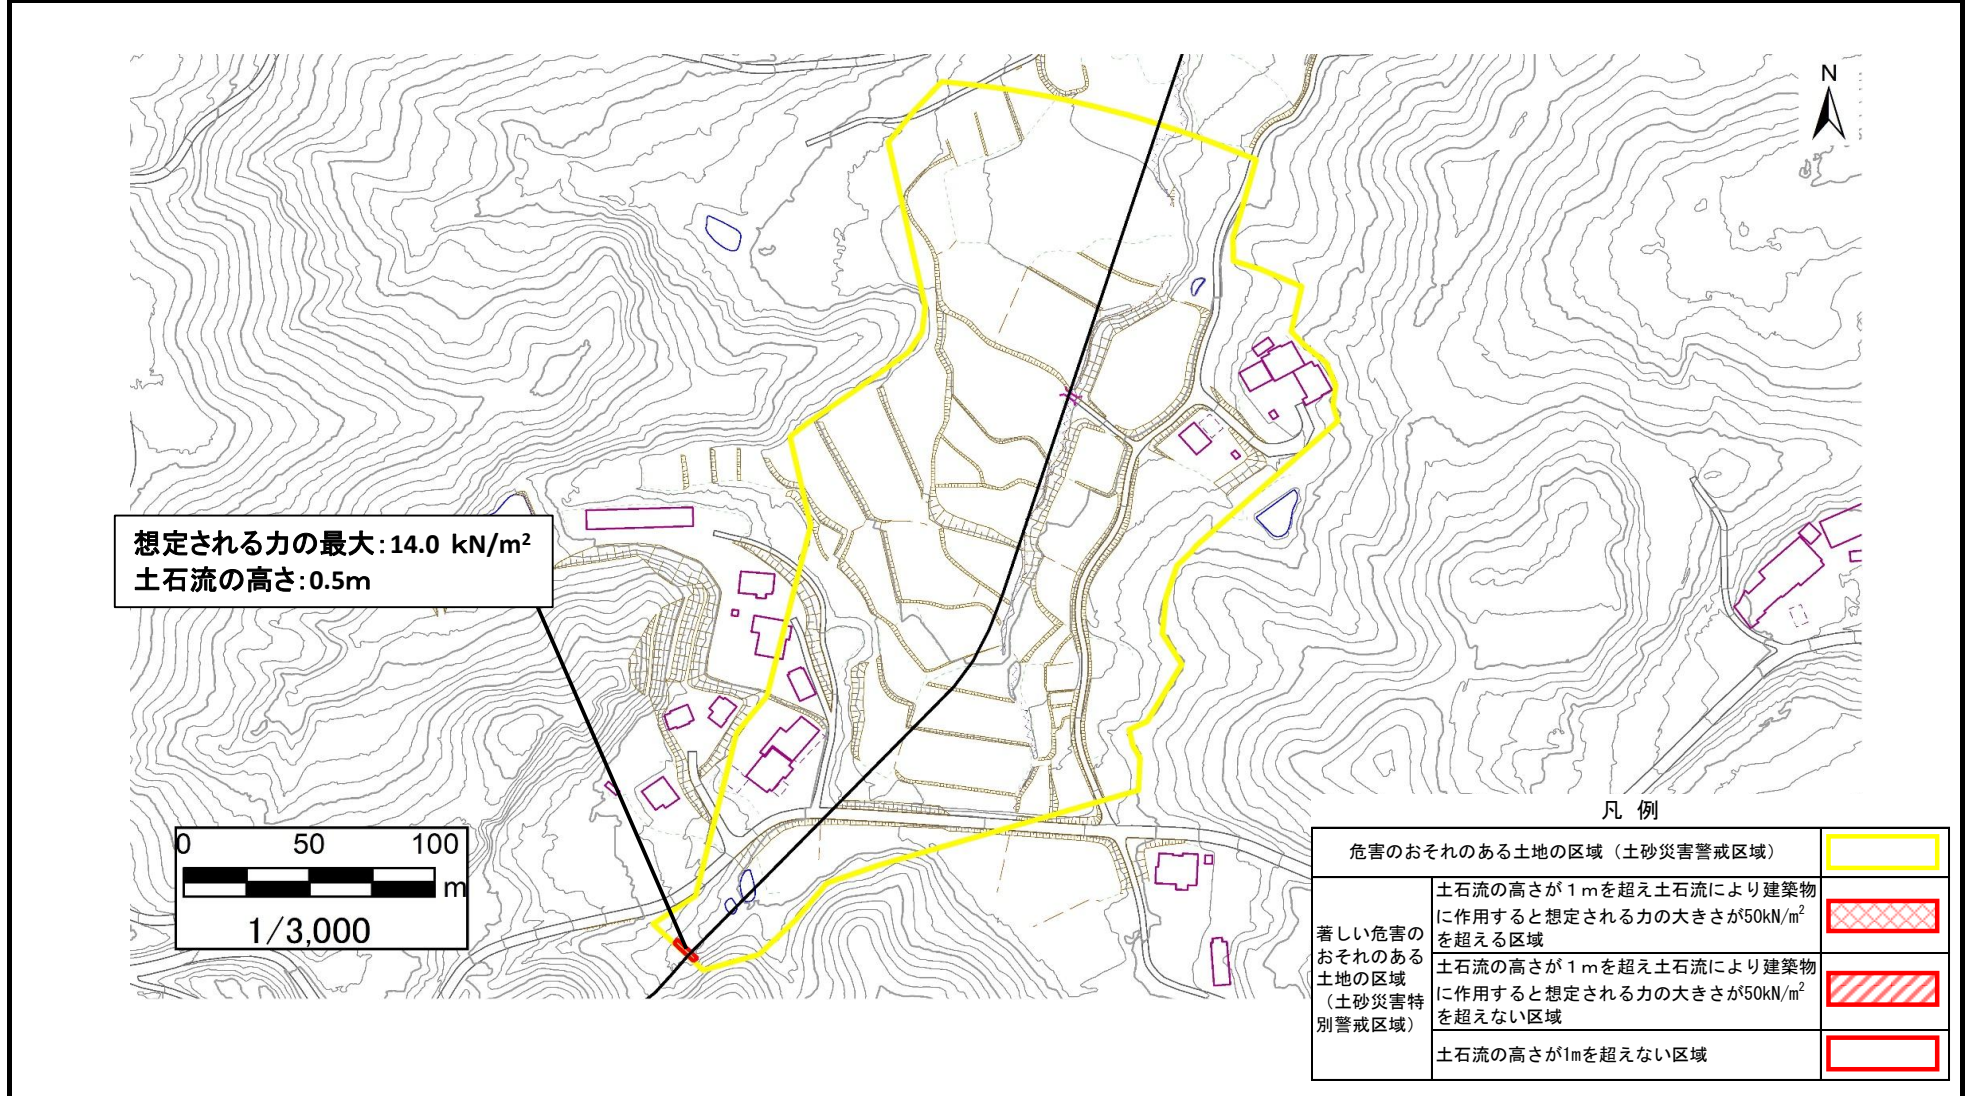 N
想定される力の最大:14.0 kN/m²
土石流の高さ:0.5m
0 50 100
m
1/3,000
凡 例
危害のおそれのある土地の区域（土砂災害警戒区域）
著しい危害の
おそれのある
土地の区域
（土砂災害特
別警戒区域）
土石流の高さが１ｍを超え土石流により建築物
に作用すると想定される力の大きさが50kN/㎡
を超える区域
土石流の高さが１ｍを超え土石流により建築物
に作用すると想定される力の大きさが50kN/㎡
を超えない区域
土石流の高さが1mを超えない区域